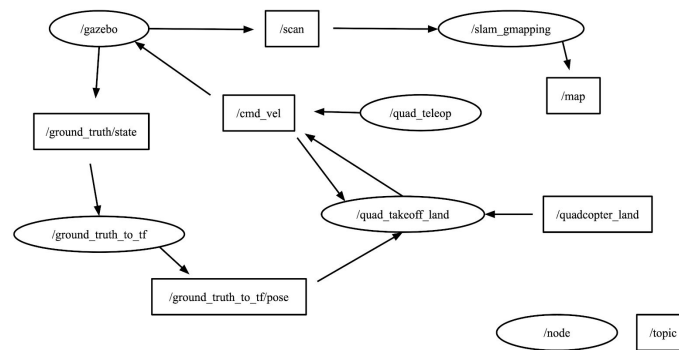 /gazebo
/scan
/slam_gmapping
/map
/cmd_vel
/quad_teleop
/ground_truth/state
/quad_takeoff_land
/quadcopter_land
/ground_truth_to_tf
/ground_truth_to_tf/pose
/node
/topic